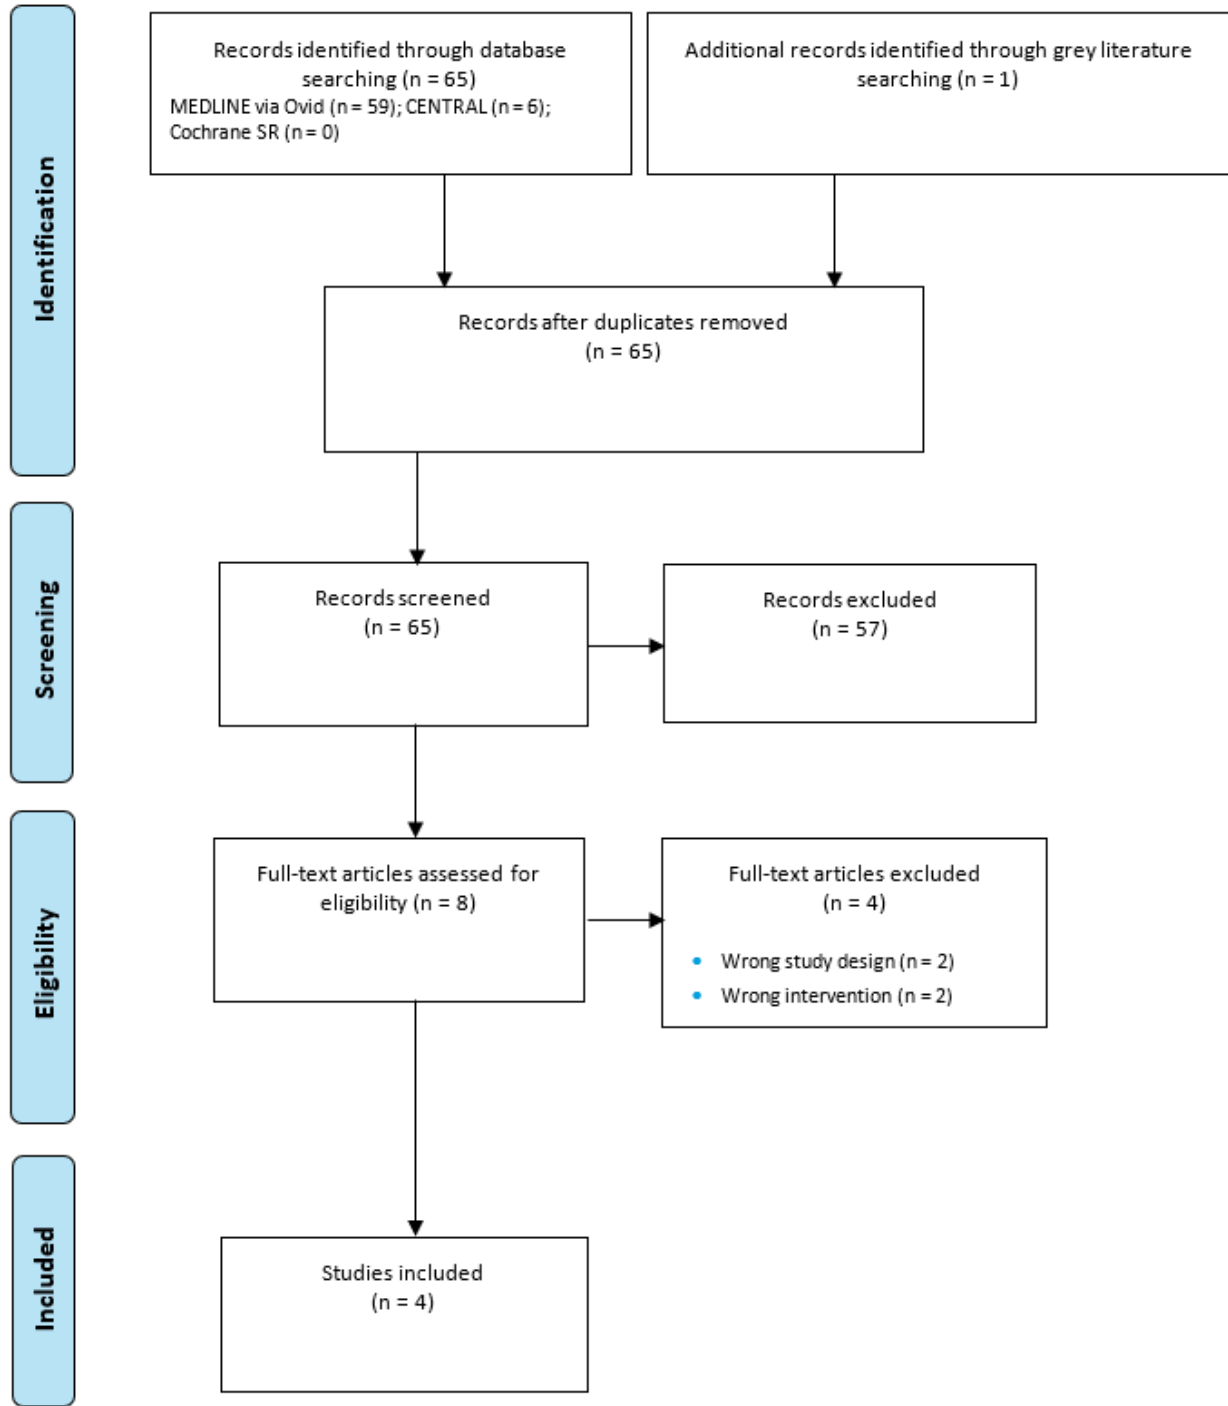 Identification
Records identified through database
searching (n = 65)
MEDLINE via Ovid (n = 59); CENTRAL (n = 6);
Cochrane SR (n = 0)
Additional records identified through grey literature
searching (n = 1)
Records after duplicates removed
(n = 65)
Screening
Records screened
(n = 65)
Records excluded
(n = 57)
Eligibility
Full-text articles assessed for
eligibility (n = 8)
Full-text articles excluded
(n = 4)
• Wrong study design (n = 2)
• Wrong intervention (n = 2)
Included
Studies included
(n = 4)